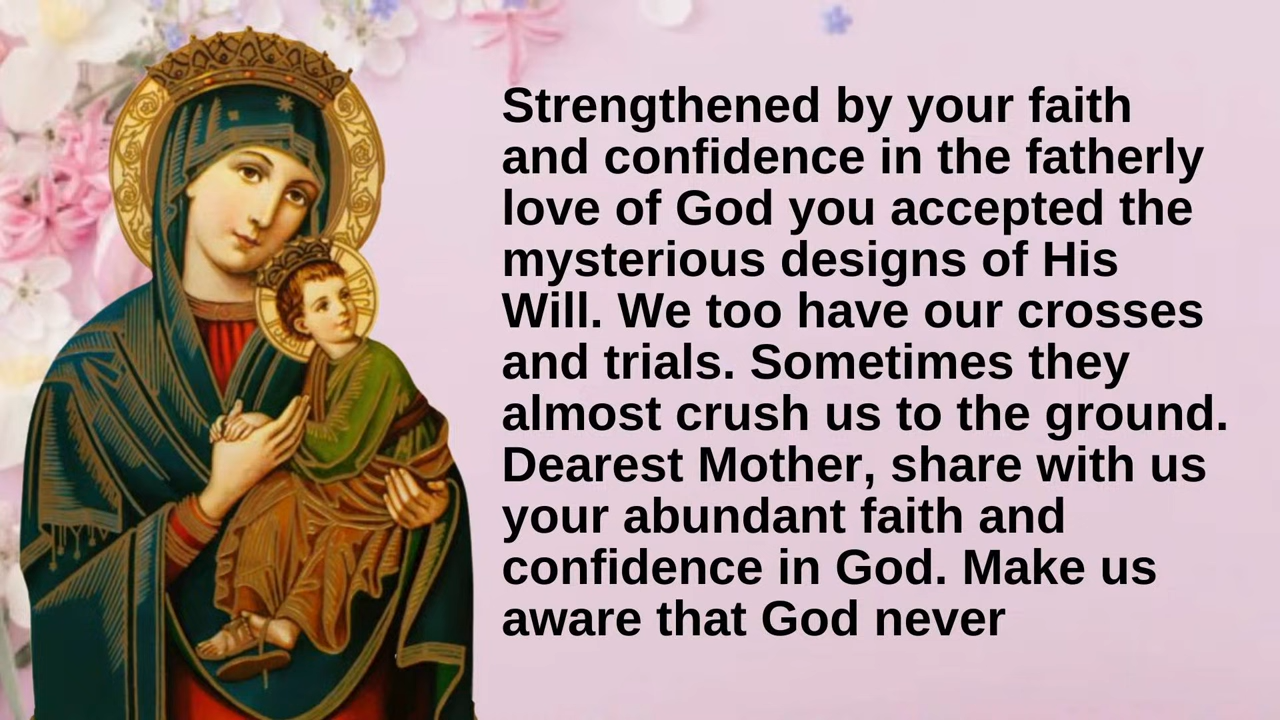 Strengthened by your faith
and confidence in the fatherly
love of God you accepted the
mysterious designs of His
Will. We too have our crosses
and trials. Sometimes they
almost crush us to the ground.
Dearest Mother, share with us
your abundant faith and
confidence in God. Make us
aware that God never